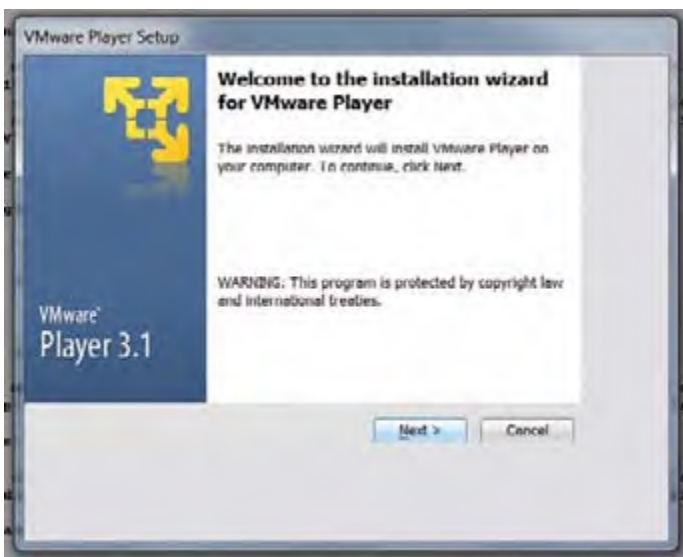 VMware Player Setup
Welcome to the installation wizard
for VMware Player
The installation wizard will install VMware Player on
your computer. To continue, click Next.
WARNING: This program is protected by copyright law
and international treaties.
VMware®
Player 3.1
Next >
Cancel